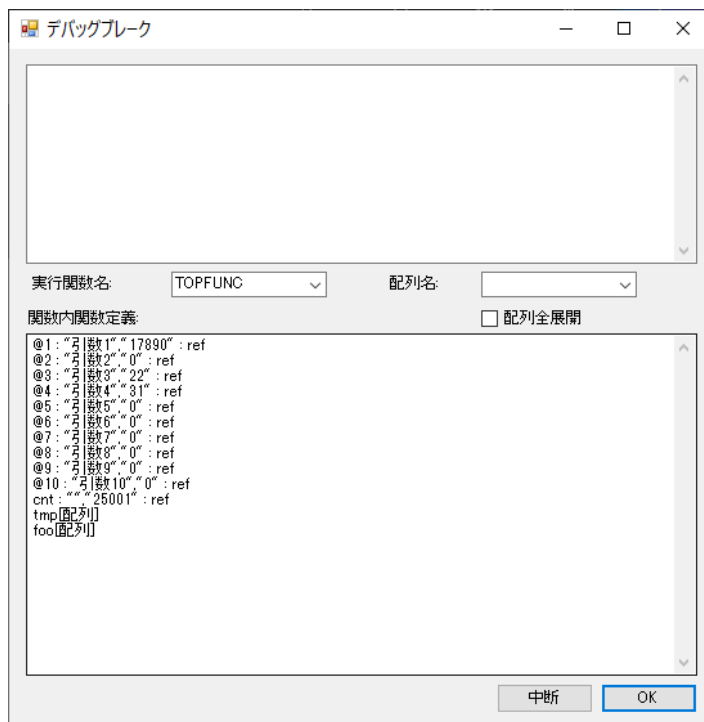 デバッグブレーク
実行関数名: TOPFUNC 配列名:
関数内関数定義: 配列全展開
@1 : "引数1","17890" : ref
@2 : "引数2","0" : ref
@3 : "引数3","22" : ref
@4 : "引数4","31" : ref
@5 : "引数5","0" : ref
@6 : "引数6","0" : ref
@7 : "引数7","0" : ref
@8 : "引数8","0" : ref
@9 : "引数9","0" : ref
@10 : "引数10","0" : ref
cnt : "","25001" : ref
tmp[配列]
foo[配列]
中断 OK